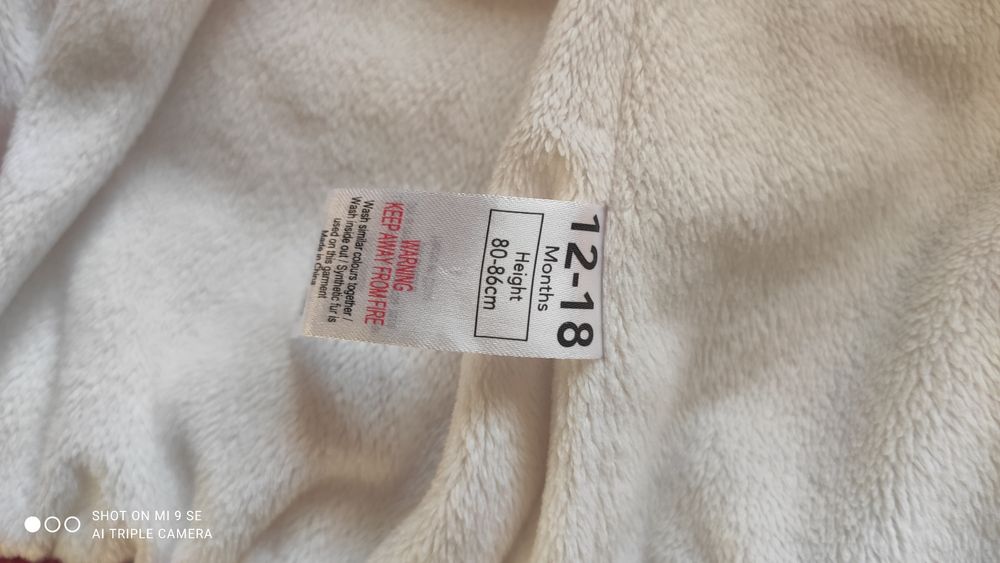 12-18
Months
Height
80-86cm
WARNING
KEEP AWAY FROM FIRE
Wash similar colours together /
Wash inside out / Synthetic fur is
used on this garment
Made in China
SHOT ON MI 9 SE
AI TRIPLE CAMERA